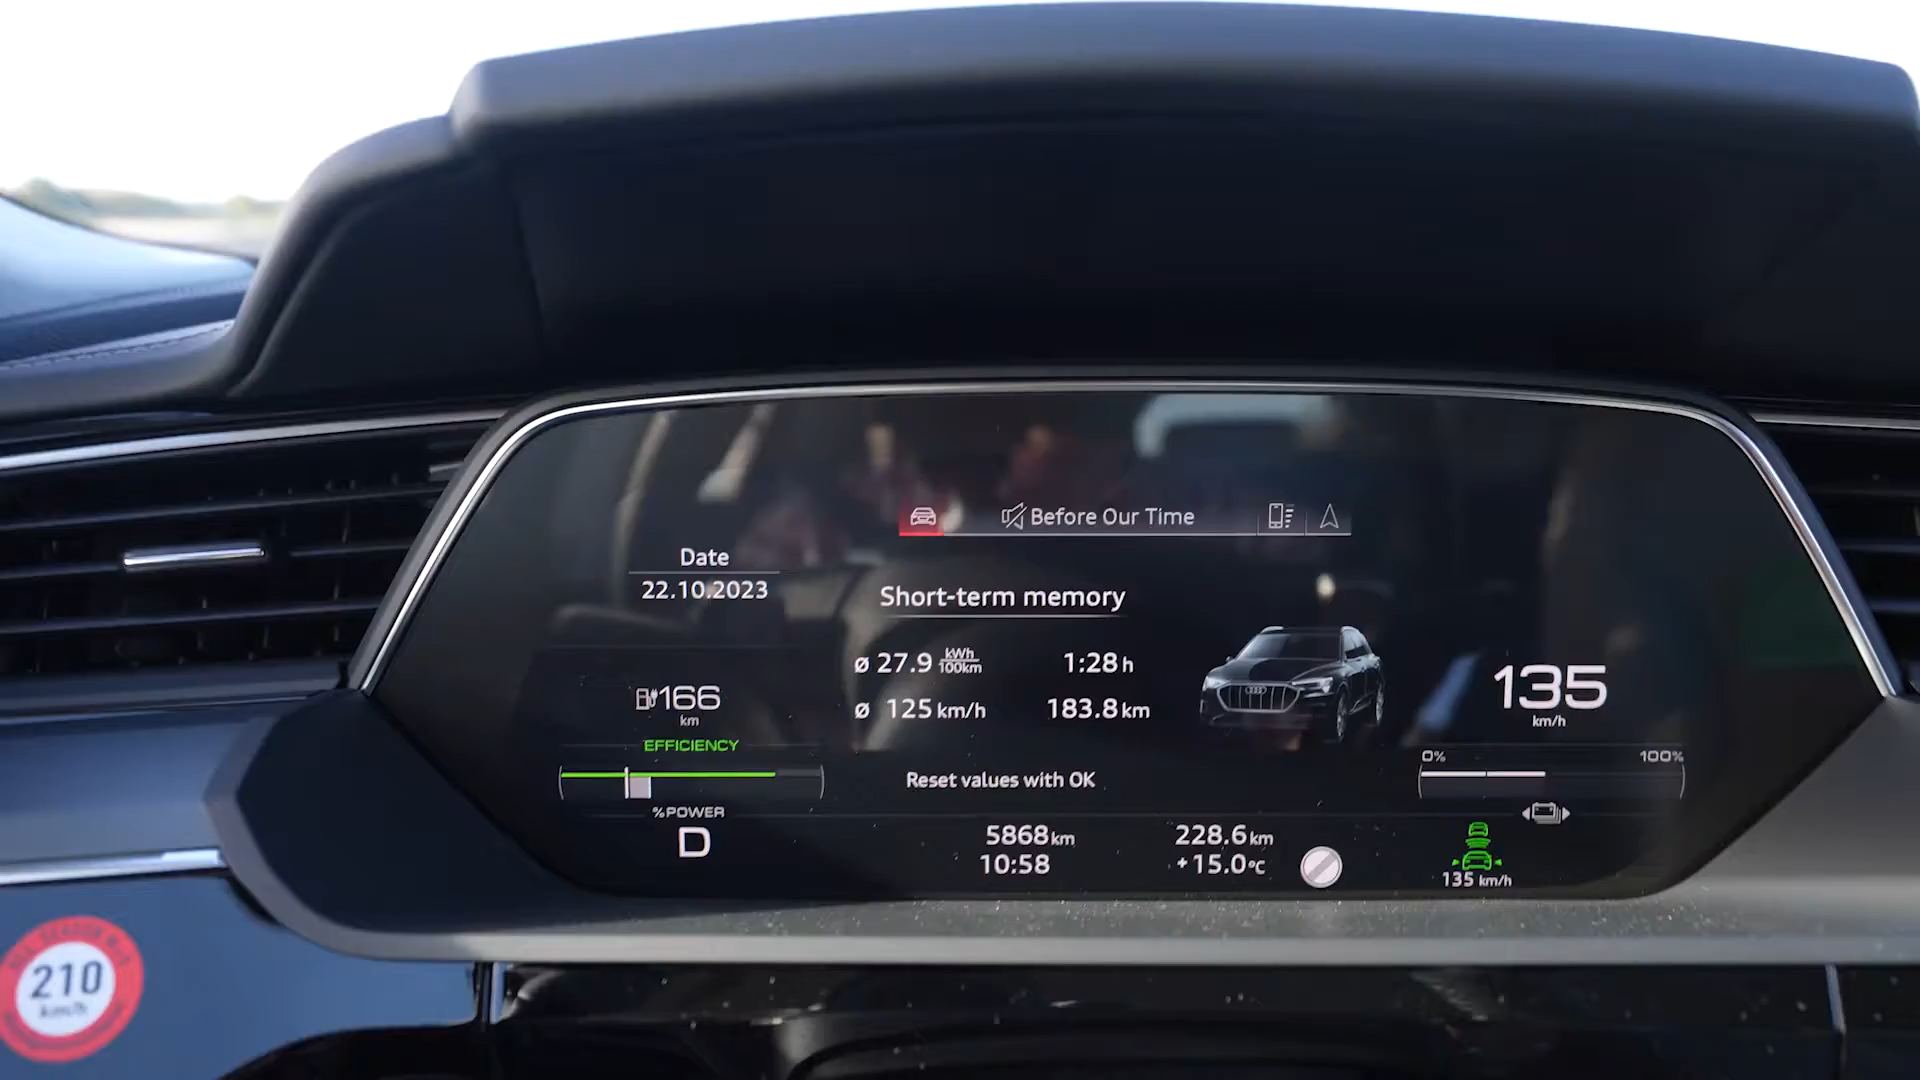 Before Our Time
Date
22.10.2023
Short-term memory
ø 27.9 kWh/100km
1:28 h
ø 125 km/h
183.8 km
166
km
EFFICIENCY
%POWER
D
135
km/h
0%
100%
Reset values with OK
5868 km
228.6 km
10:58
+15.0°C
135 km/h
210
km/h